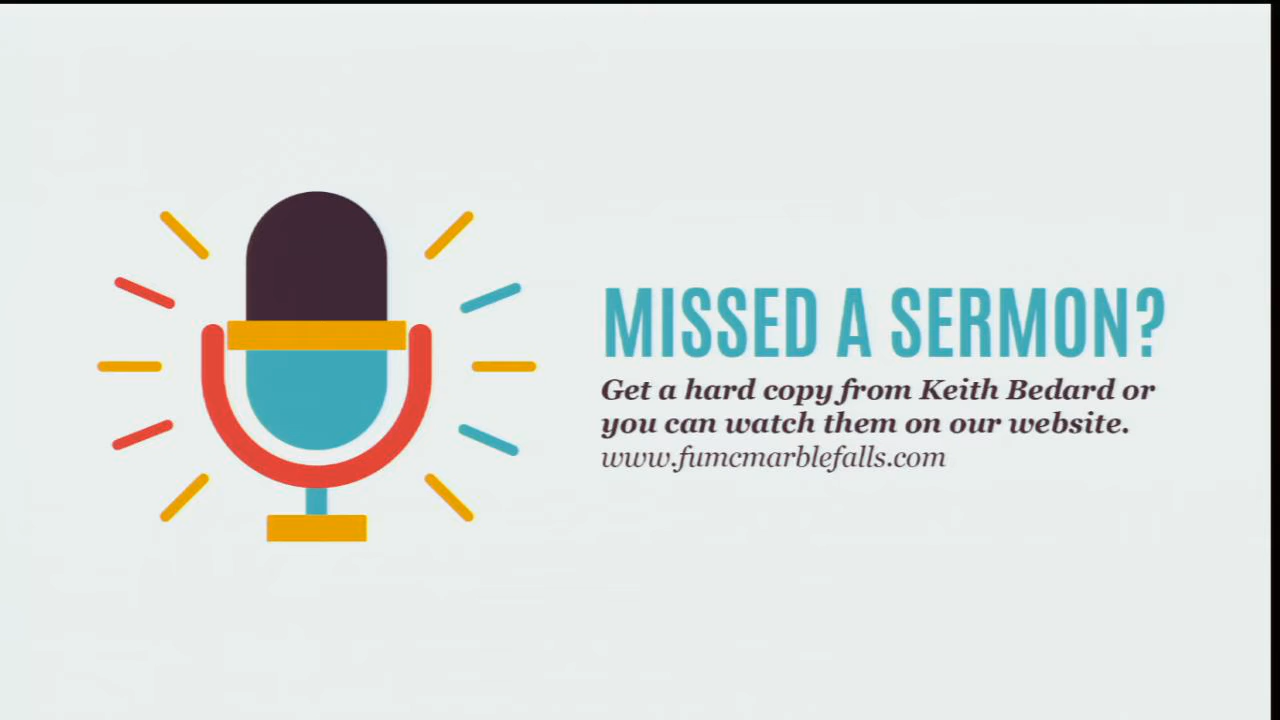 MISSED A SERMON?
Get a hard copy from Keith Bedard or
you can watch them on our website.
www.fumcmarblefalls.com